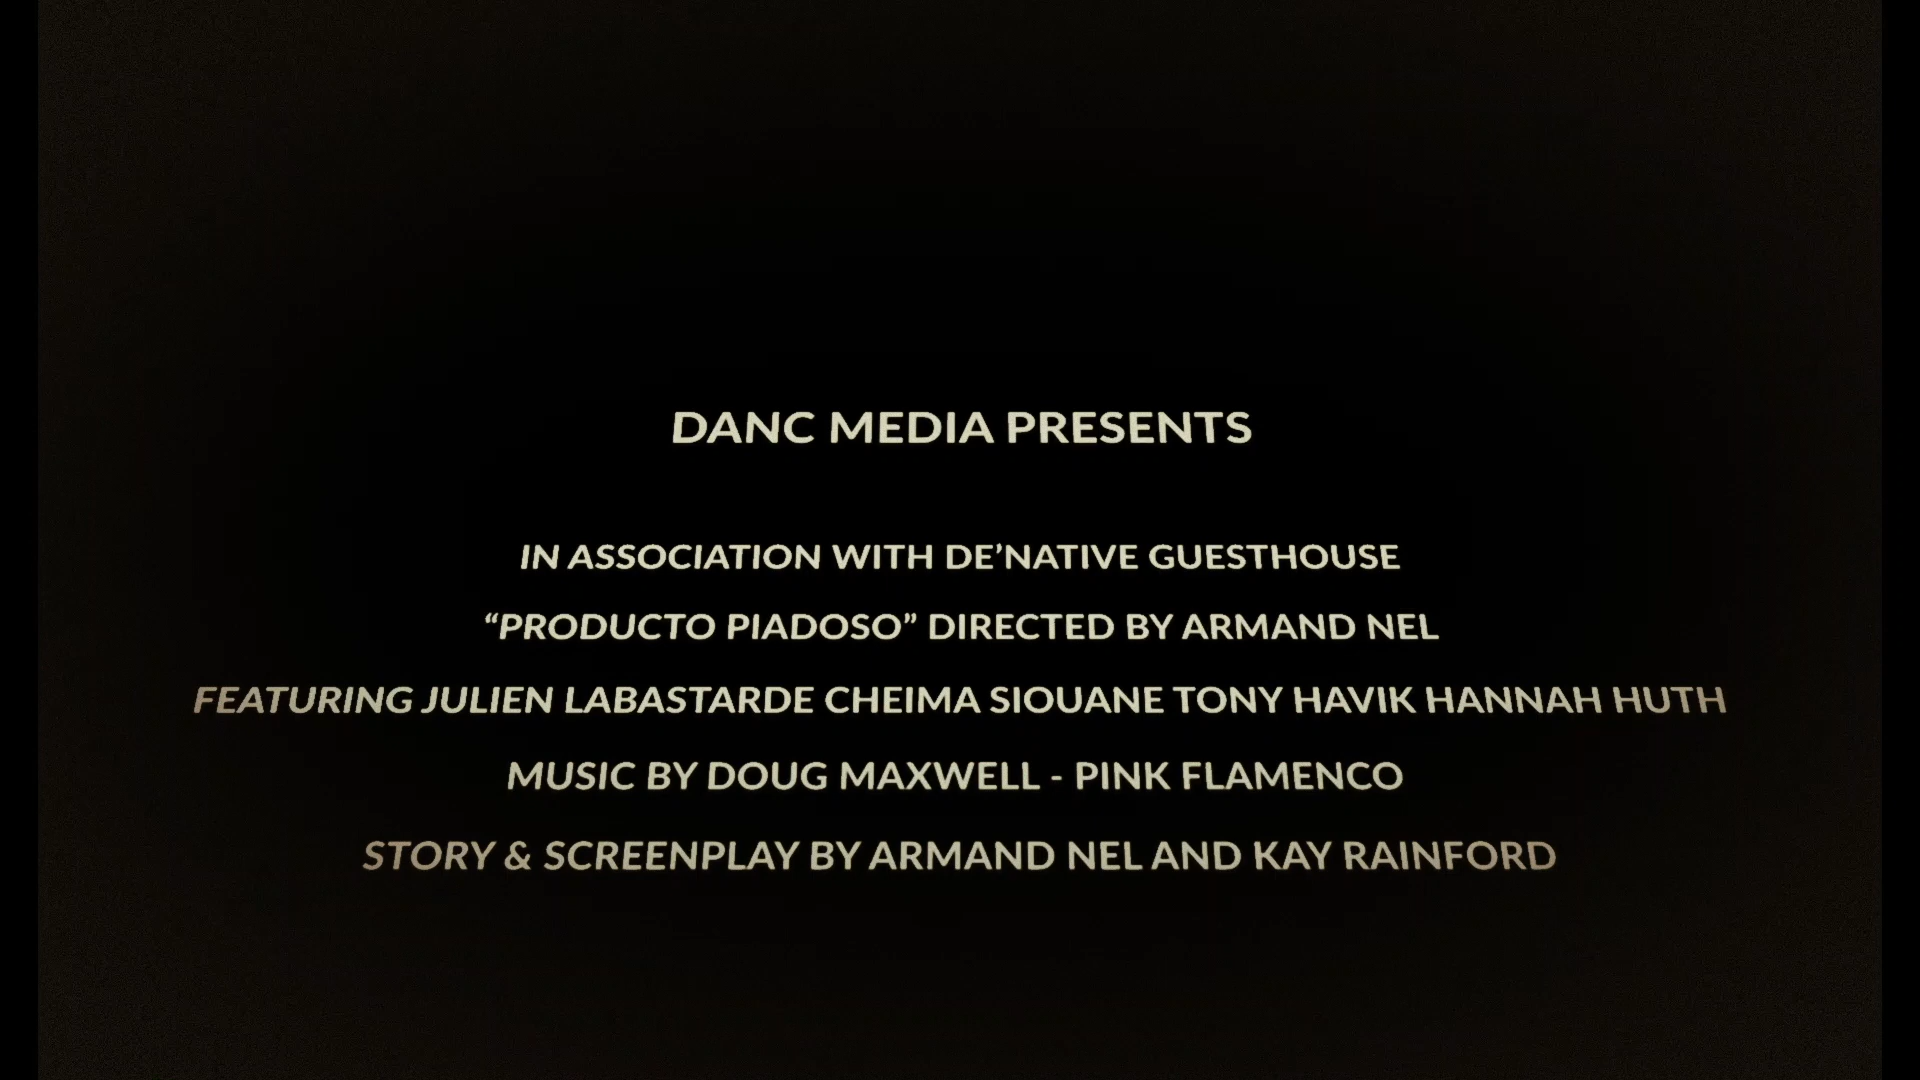 DANC MEDIA PRESENTS
IN ASSOCIATION WITH DE’NATIVE GUESTHOUSE
“PRODUCTO PIADOSO” DIRECTED BY ARMAND NEL
FEATURING JULIEN LABASTARDE CHEIMA SIOUANE TONY HAVIK HANNAH HUTH
MUSIC BY DOUG MAXWELL - PINK FLAMENCO
STORY & SCREENPLAY BY ARMAND NEL AND KAY RAINFORD